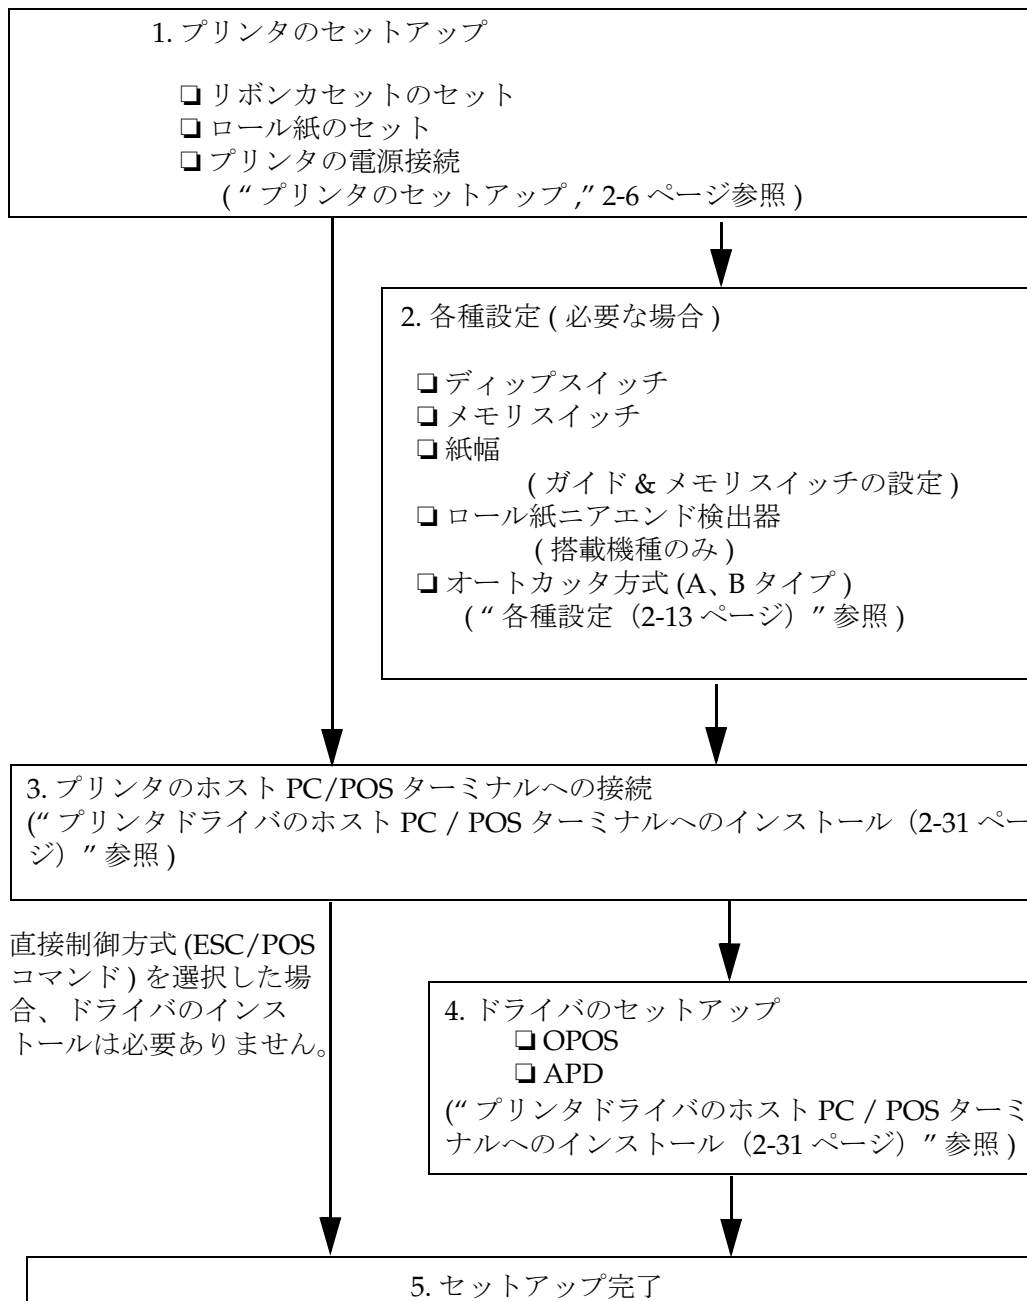 1. プリンタのセットアップ
❏ リボンカセットのセット
❏ ロール紙のセット
❏ プリンタの電源接続
( “ プリンタのセットアップ ,” 2-6 ページ参照 )
2. 各種設定 ( 必要な場合 )
❏ ディップスイッチ
❏ メモリスイッチ
❏ 紙幅
( ガイド & メモリスイッチの設定 )
❏ ロール紙ニアエンド検出器
( 搭載機種のみ )
❏ オートカッタ方式 (A、B タイプ )
( “ 各種設定（2-13 ページ）” 参照 )
3. プリンタのホスト PC/POS ターミナルへの接続
(“ プリンタドライバのホスト PC / POS ターミナルへのインストール（2-31 ペー
ジ）” 参照 )
直接制御方式 (ESC/POS
コマンド ) を選択した場
合、ドライバのインス
トールは必要ありません。
4. ドライバのセットアップ
❏ OPOS
❏ APD
(“ プリンタドライバのホスト PC / POS ターミ
ナルへのインストール（2-31 ページ）” 参照 )
5. セットアップ完了